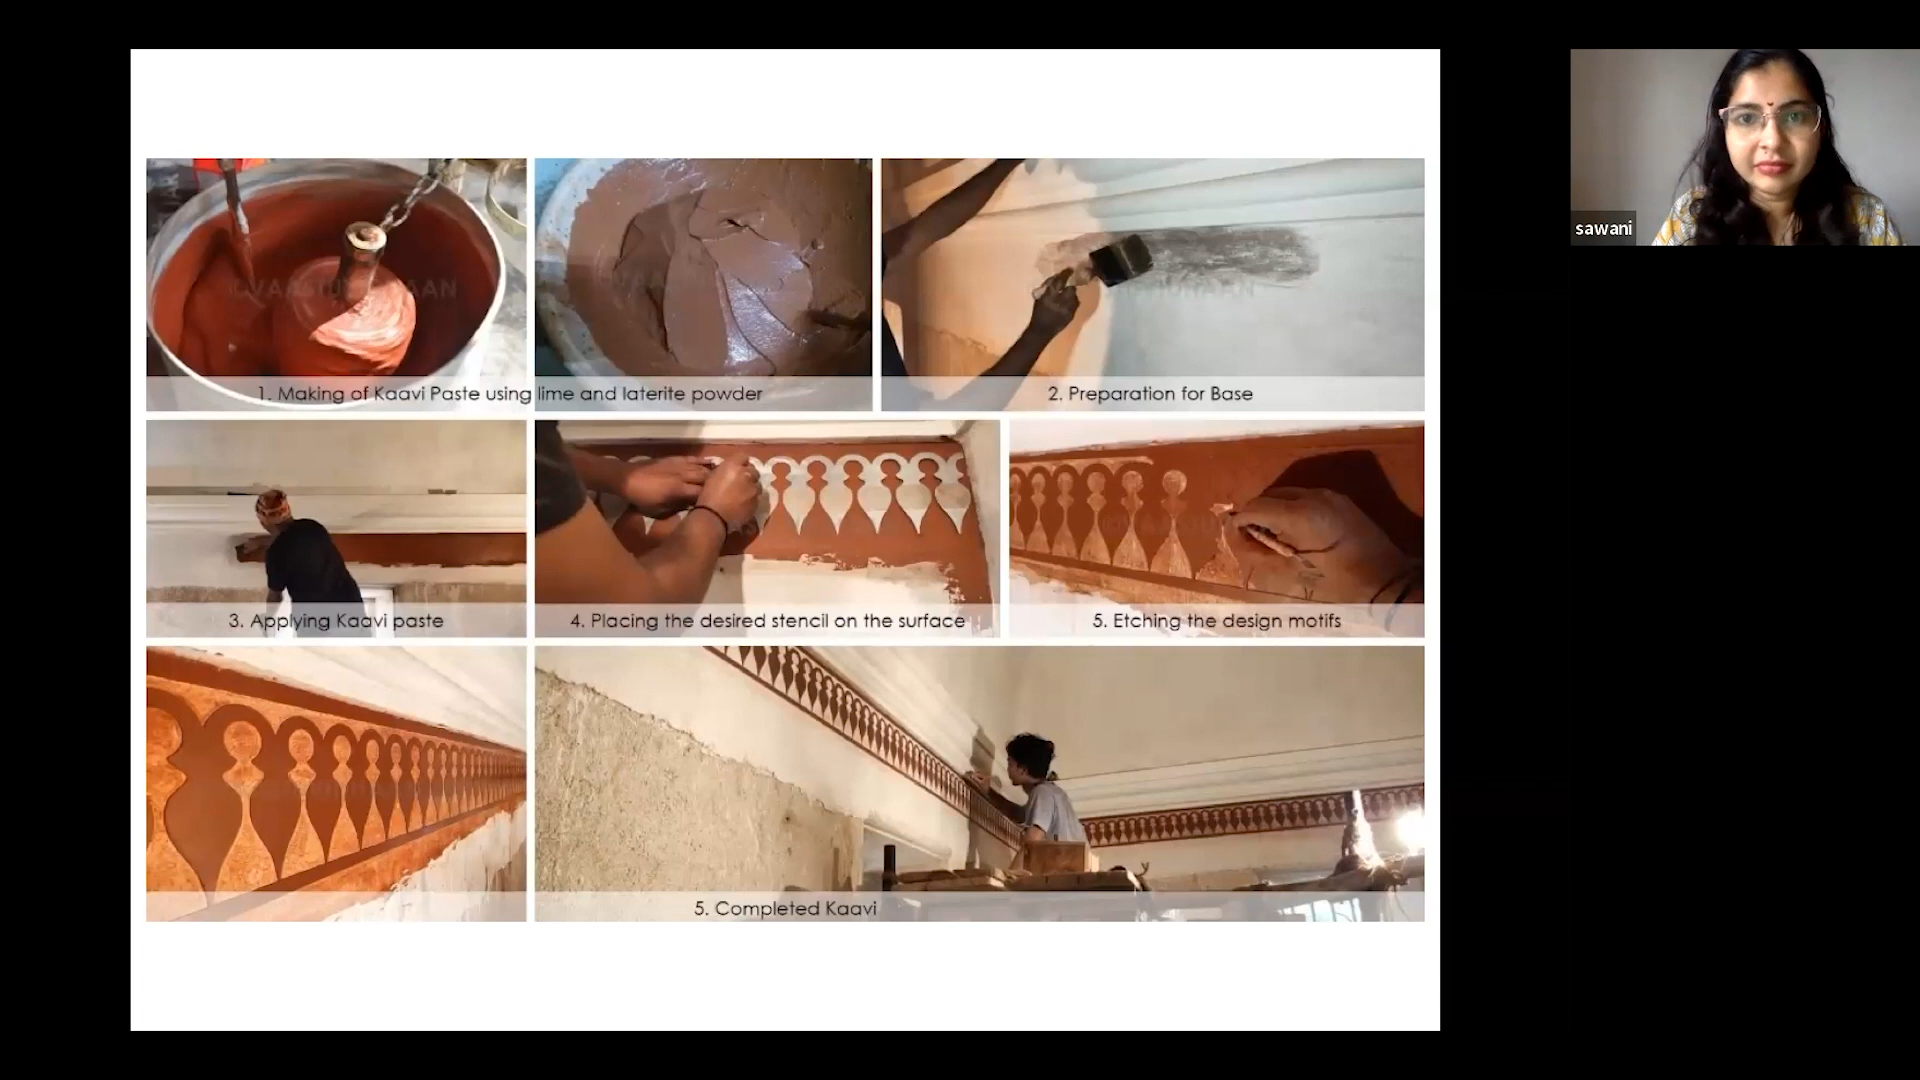 sawani
1. Making of Kaavi Paste using lime and laterite powder
2. Preparation for Base
3. Applying Kaavi paste
4. Placing the desired stencil on the surface
5. Etching the design motifs
5. Completed Kaavi